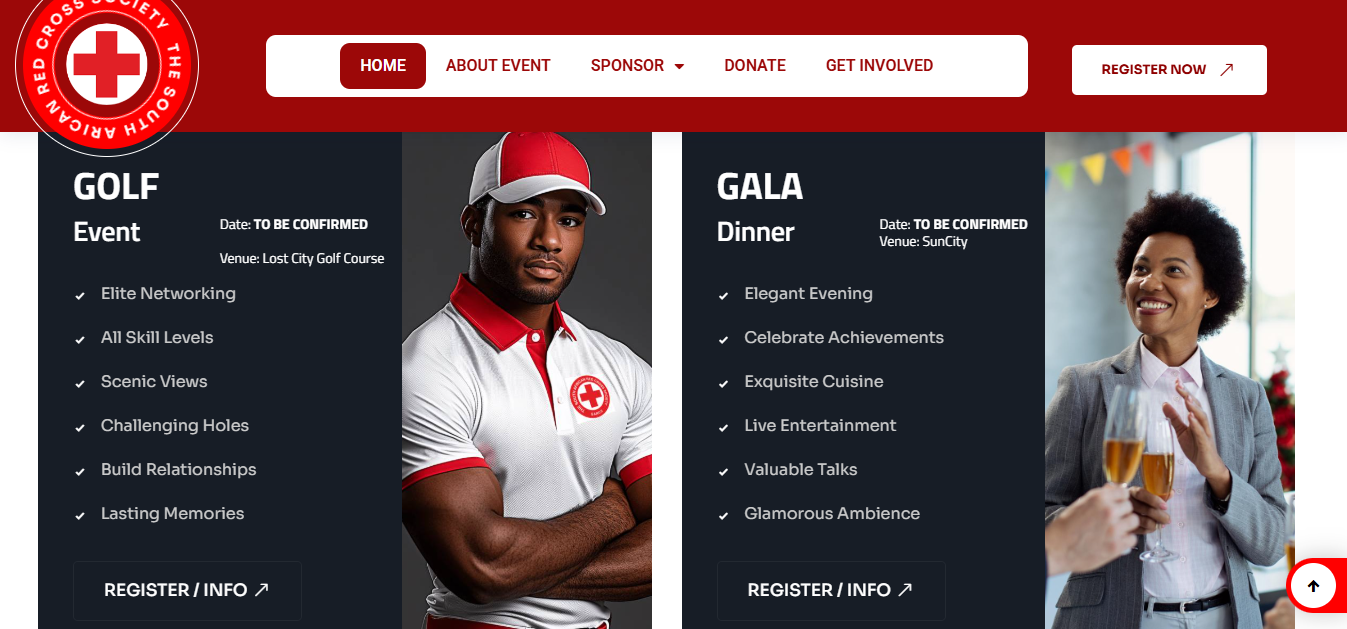 RED CROSS SOCIETY THE SOUTH ARICAN
HOME
ABOUT EVENT
SPONSOR
DONATE
GET INVOLVED
REGISTER NOW
GOLF
Event
Date: TO BE CONFIRMED
Venue: Lost City Golf Course
Elite Networking
All Skill Levels
Scenic Views
Challenging Holes
Build Relationships
Lasting Memories
REGISTER / INFO
GALA
Dinner
Date: TO BE CONFIRMED
Venue: SunCity
Elegant Evening
Celebrate Achievements
Exquisite Cuisine
Live Entertainment
Valuable Talks
Glamorous Ambience
REGISTER / INFO